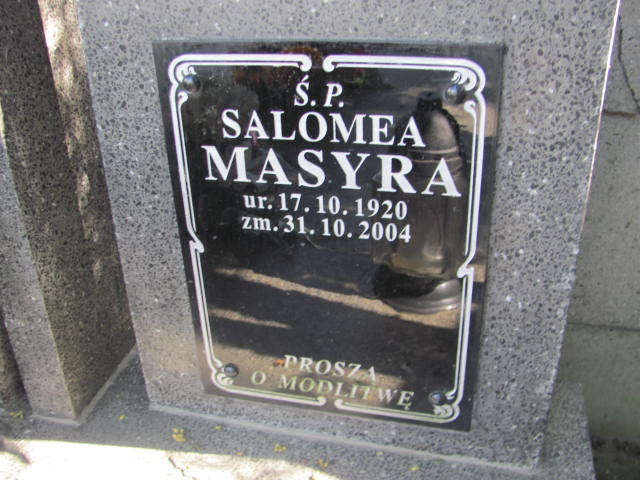 Ś. P.
SALOMEA
MASYRA
ur. 17. 10. 1920
zm. 31. 10. 2004
PROSZĄ
O MODLITWĘ